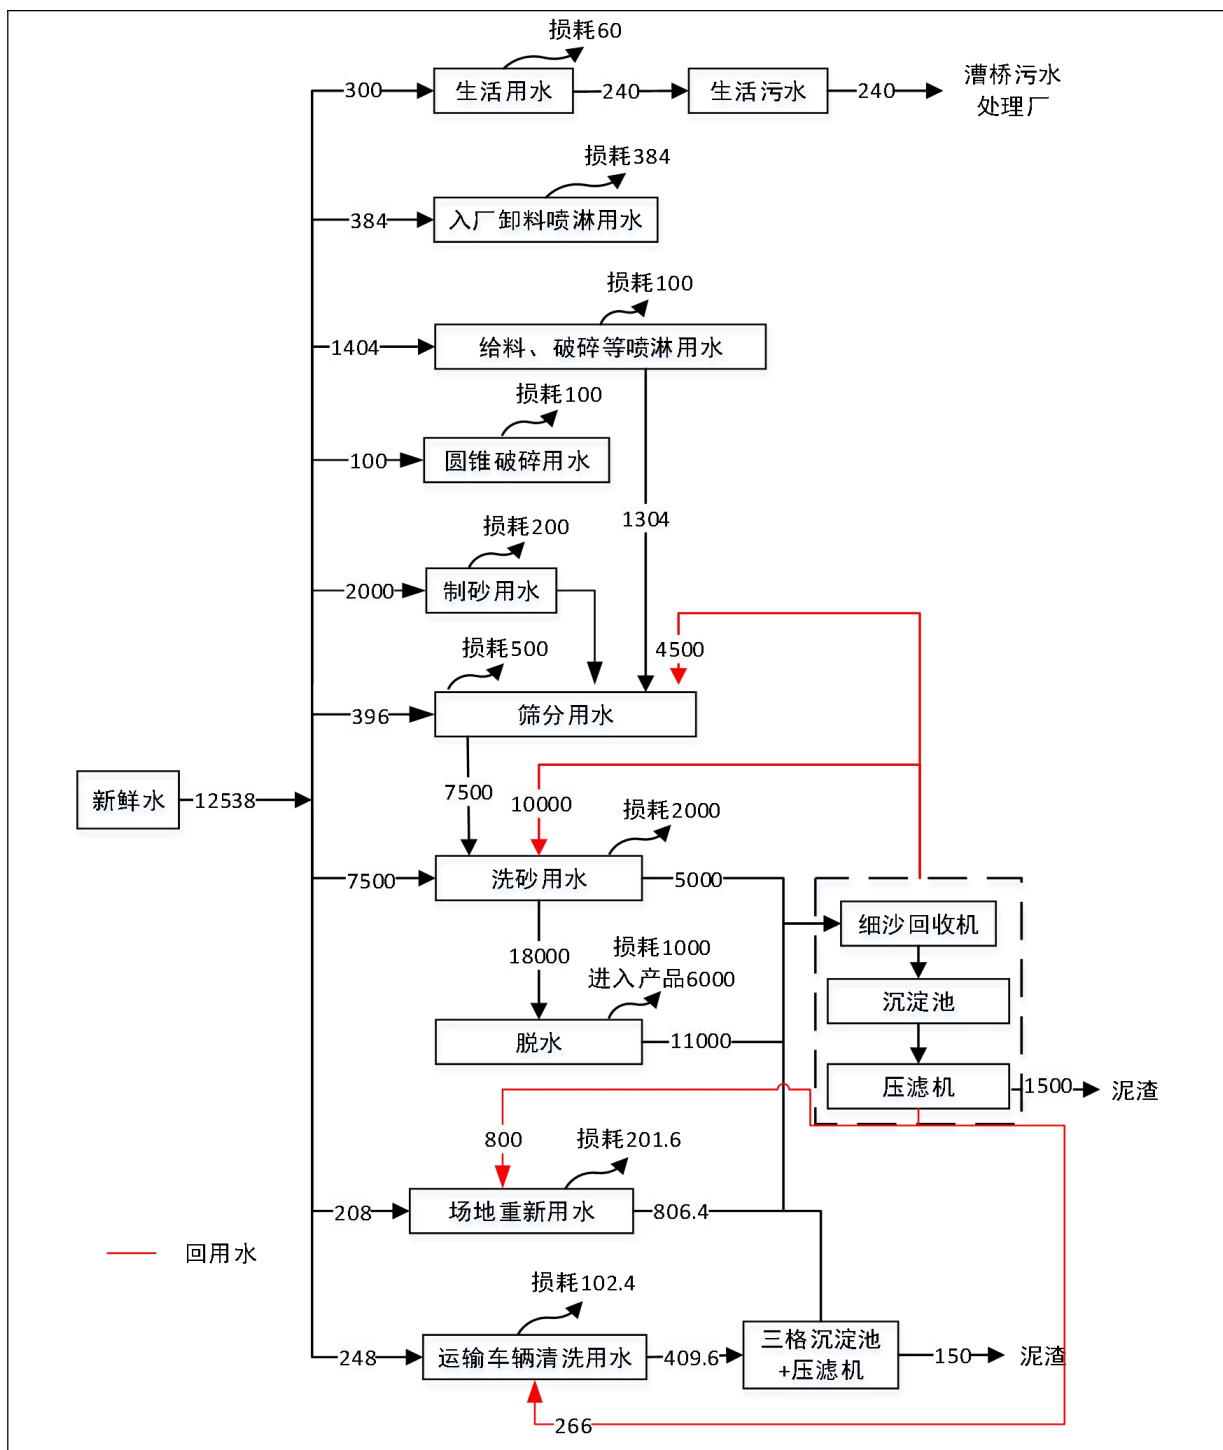 损耗60
300
生活用水
240
生活污水
240
漕桥污水
处理厂
损耗384
384
入厂卸料喷淋用水
损耗100
1404
给料、破碎等喷淋用水
损耗100
100
圆锥破碎用水
1304
损耗200
2000
制砂用水
4500
损耗500
396
筛分用水
新鲜水
12538
7500
10000
损耗2000
7500
洗砂用水
5000
细沙回收机
18000
损耗1000
进入产品6000
沉淀池
脱水
11000
压滤机
1500
泥渣
800
损耗201.6
208
场地重新用水
806.4
回用水
损耗102.4
248
运输车辆清洗用水
409.6
三格沉淀池
+压滤机
150
泥渣
266